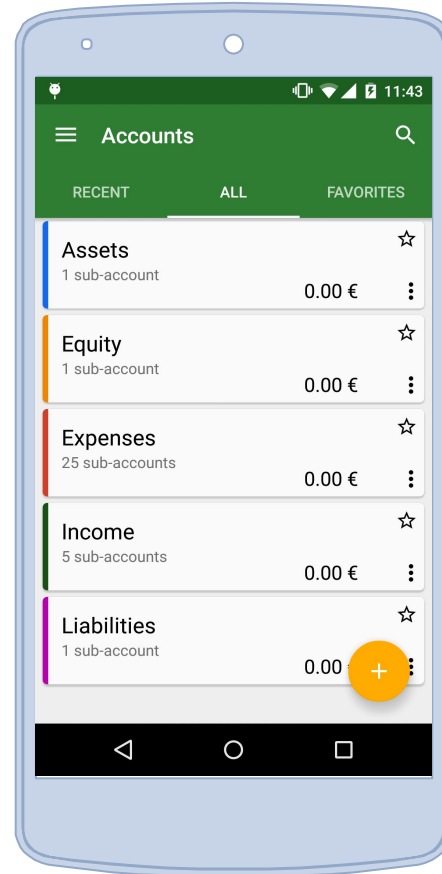 11:43
Accounts
RECENT ALL FAVORITES
Assets
1 sub-account
0.00 €
Equity
1 sub-account
0.00 €
Expenses
25 sub-accounts
0.00 €
Income
5 sub-accounts
0.00 €
Liabilities
1 sub-account
0.00
+